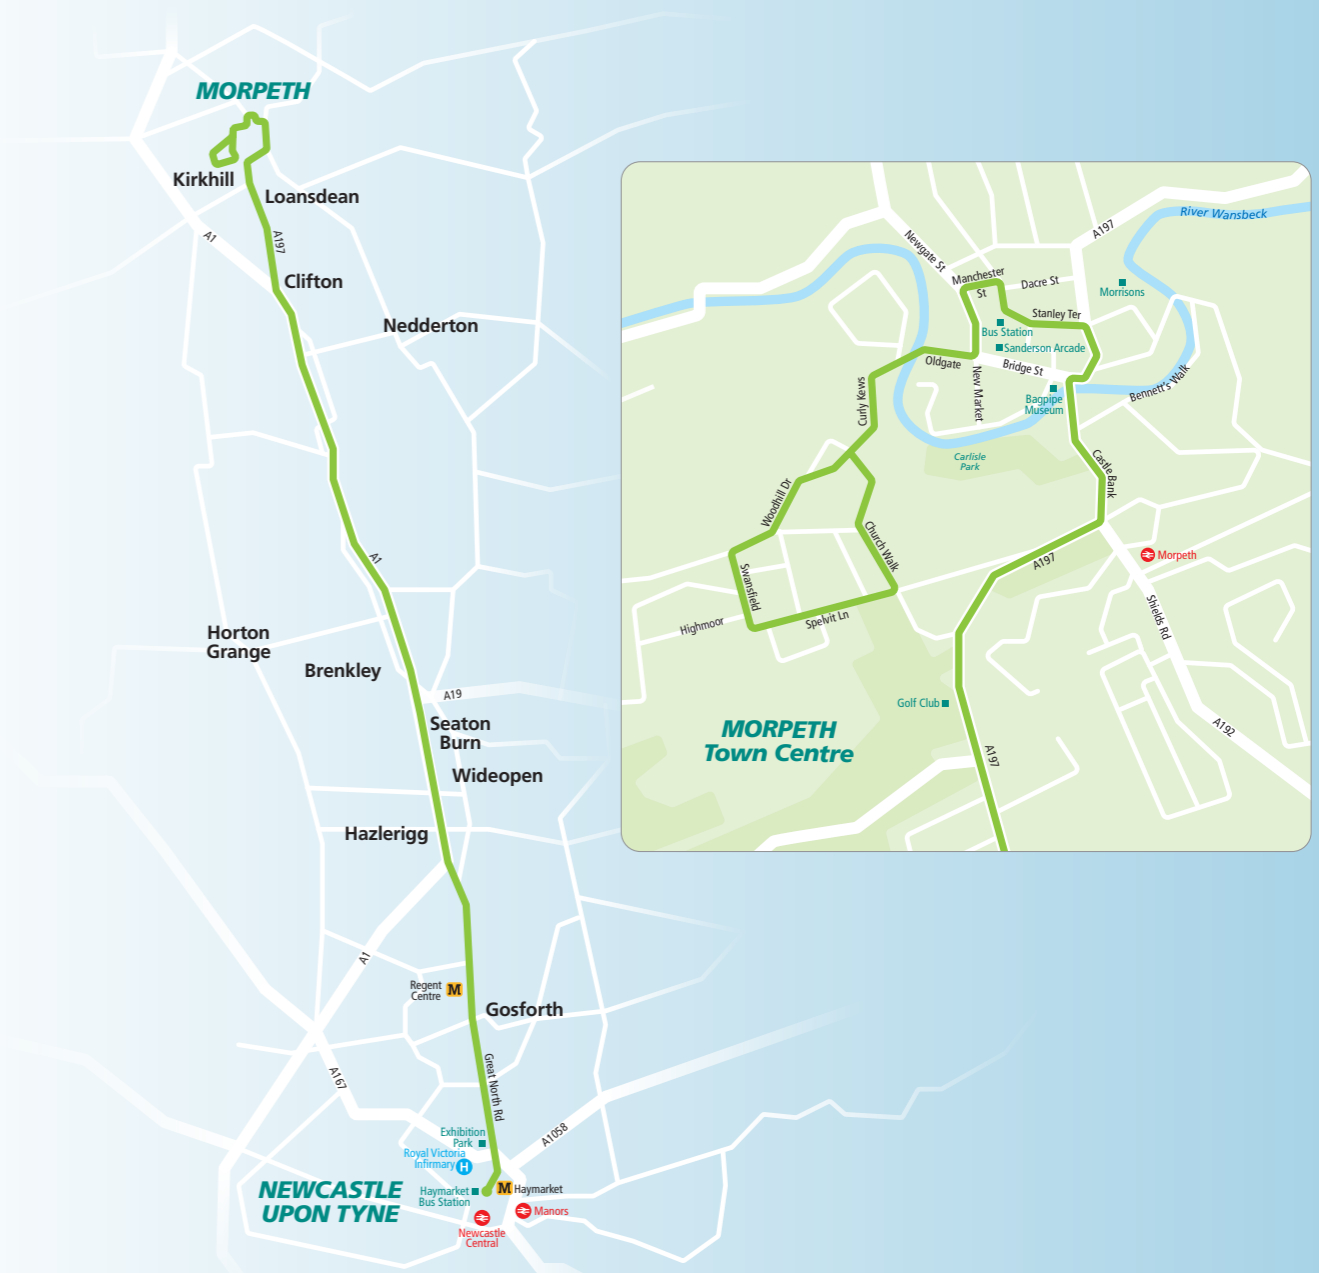 MORPETH
Kirkhill
Loansdean
A1
A197
Clifton
Nedderton
A1
Horton
Grange
Brenkley
A19
Seaton
Burn
Wideopen
Hazlerigg
A1
Regent
Centre
M
Gosforth
Great North Rd
A167
A1058
Exhibition
Park
Royal Victoria
Infirmary
H
Haymarket
Bus Station
M
Haymarket
NEWCASTLE
UPON TYNE
Manors
Newcastle
Central
River Wansbeck
A197
Newgate St
Manchester
St
Dacre St
Morrisons
Stanley Ter
Bus Station
Sanderson Arcade
Oldgate
Bridge St
New Market
Curly Kews
Bagpipe
Museum
Bennett's Walk
Carlisle
Park
Castle Bank
Woodhill Dr
Church Walk
A197
Morpeth
Swansfield
Highmoor
Spelvit Ln
Shields Rd
Golf Club
MORPETH
Town Centre
A197
A192